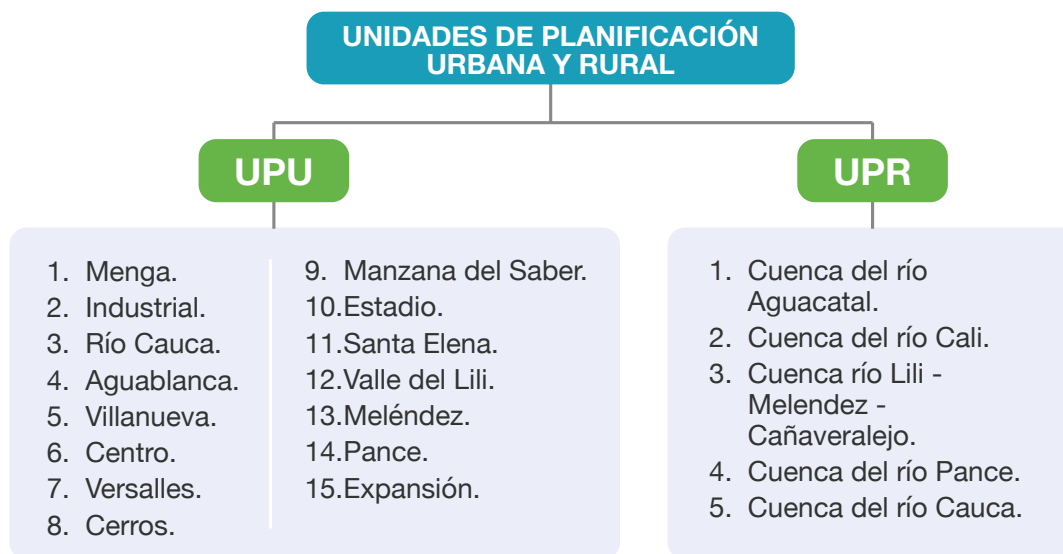 UNIDADES DE PLANIFICACIÓN
URBANA Y RURAL
UPU
1. Menga.
2. Industrial.
3. Río Cauca.
4. Aguablanca.
5. Villanueva.
6. Centro.
7. Versalles.
8. Cerros.
9. Manzana del Saber.
10.Estadio.
11.Santa Elena.
12.Valle del Lili.
13.Meléndez.
14.Pance.
15.Expansión.
UPR
1. Cuenca del río
Aguacatal.
2. Cuenca del río Cali.
3. Cuenca río Lili -
Melendez -
Cañaveralejo.
4. Cuenca del río Pance.
5. Cuenca del río Cauca.